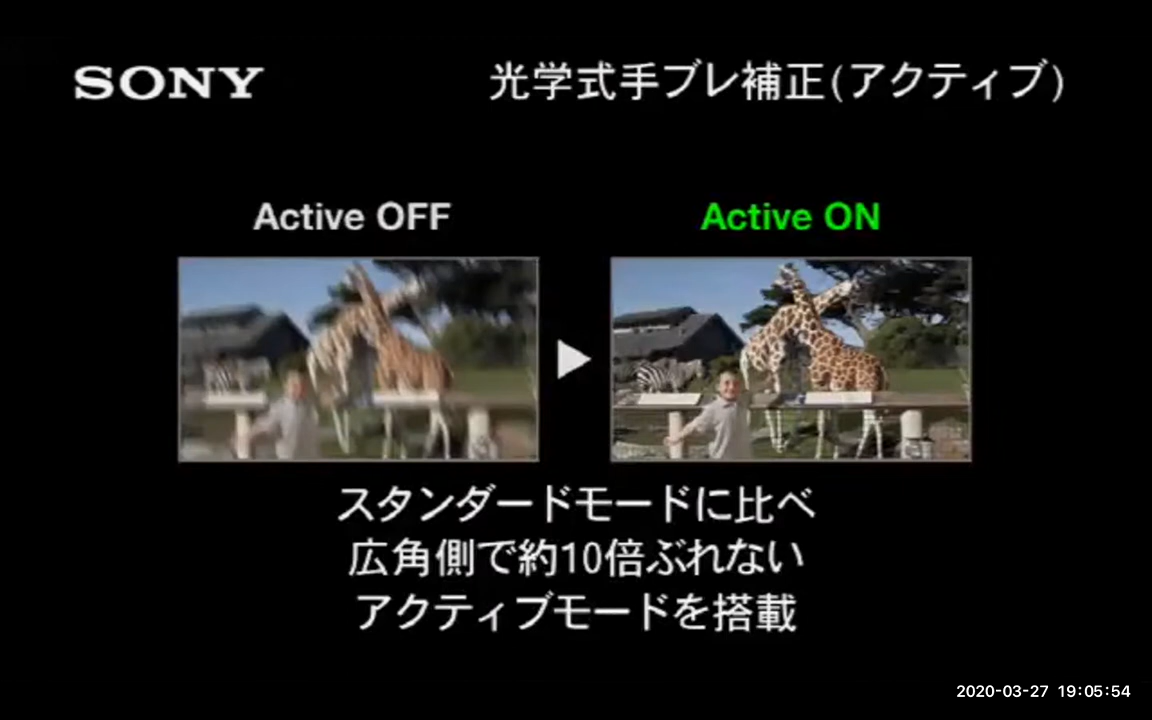 SONY
光学式手ブレ補正(アクティブ)
Active OFF
Active ON
スタンダードモードに比べ
広角側で約10倍ぶれない
アクティブモードを搭載
2020-03-27 19:05:54